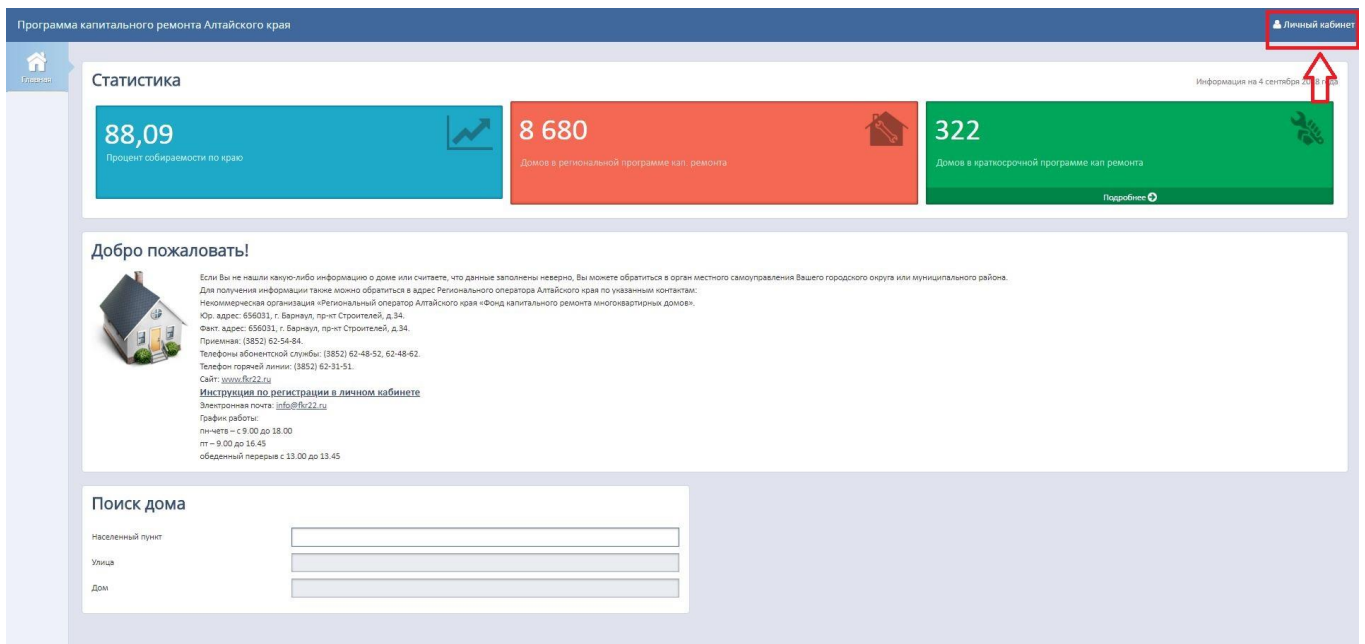 Программа капитального ремонта Алтайского края
Личный кабинет
Главная
Статистика
Информация на 4 сентября 2018 года
88,09
Процент собираемости по краю
8 680
Домов в региональной программе кап. ремонта
322
Домов в краткосрочной программе кап ремонта
Подробнее
Добро пожаловать!
Если Вы не нашли какую-либо информацию о доме или считаете, что данные заполнены неверно, Вы можете обратиться в орган местного самоуправления Вашего городского округа или муниципального района.
Для получения информации также можно обратиться в адрес Регионального оператора Алтайского края по указанным контактам:
Некоммерческая организация «Региональный оператор Алтайского края «Фонд капитального ремонта многоквартирных домов».
Юр. адрес: 656031, г. Барнаул, пр-кт Строителей, д.34.
Факт. адрес: 656031, г. Барнаул, пр-кт Строителей, д.34.
Приемная: (3852) 62-54-84.
Телефоны абонентской службы: (3852) 62-48-52, 62-48-62.
Телефон горячей линии: (3852) 62-31-51.
Сайт: www.fkr22.ru
Инструкция по регистрации в личном кабинете
Электронная почта: info@fkr22.ru
График работы:
пн-четв – с 9.00 до 18.00
пт – 9.00 до 16.45
обеденный перерыв с 13.00 до 13.45
Поиск дома
Населенный пункт
Улица
Дом